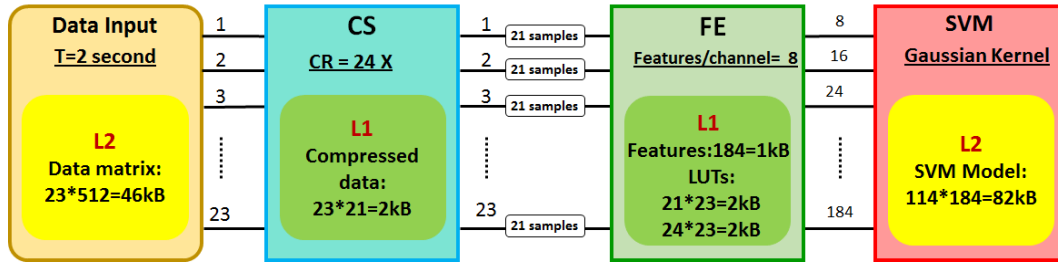 Data Input
T=2 second
L2
Data matrix:
23*512=46kB
1
2
3
23
CS
CR = 24 X
L1
Compressed
data:
23*21=2kB
1
2
3
23
21 samples
21 samples
21 samples
21 samples
FE
Features/channel= 8
L1
Features:184=1kB
LUTs:
21*23=2kB
24*23=2kB
8
16
24
184
SVM
Gaussian Kernel
L2
SVM Model:
114*184=82kB